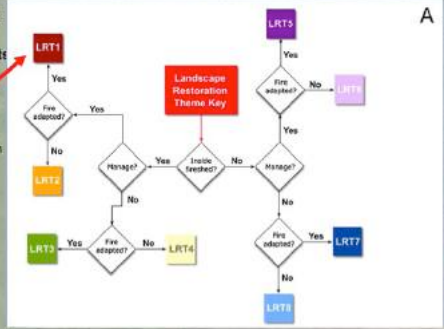 A
LRT5
LRT1
Yes
Landscape
Restoration
Theme Key
Yes
Fire
adapted?
No
LRT6
Fire
adapted?
Yes
Yes
No
LRT2
Manage?
Yes
Inside
fireshed?
No
Manage?
No
No
LRT3
Yes
Fire
adapted?
No
LRT4
Fire
adapted?
Yes
LRT7
No
LRT8